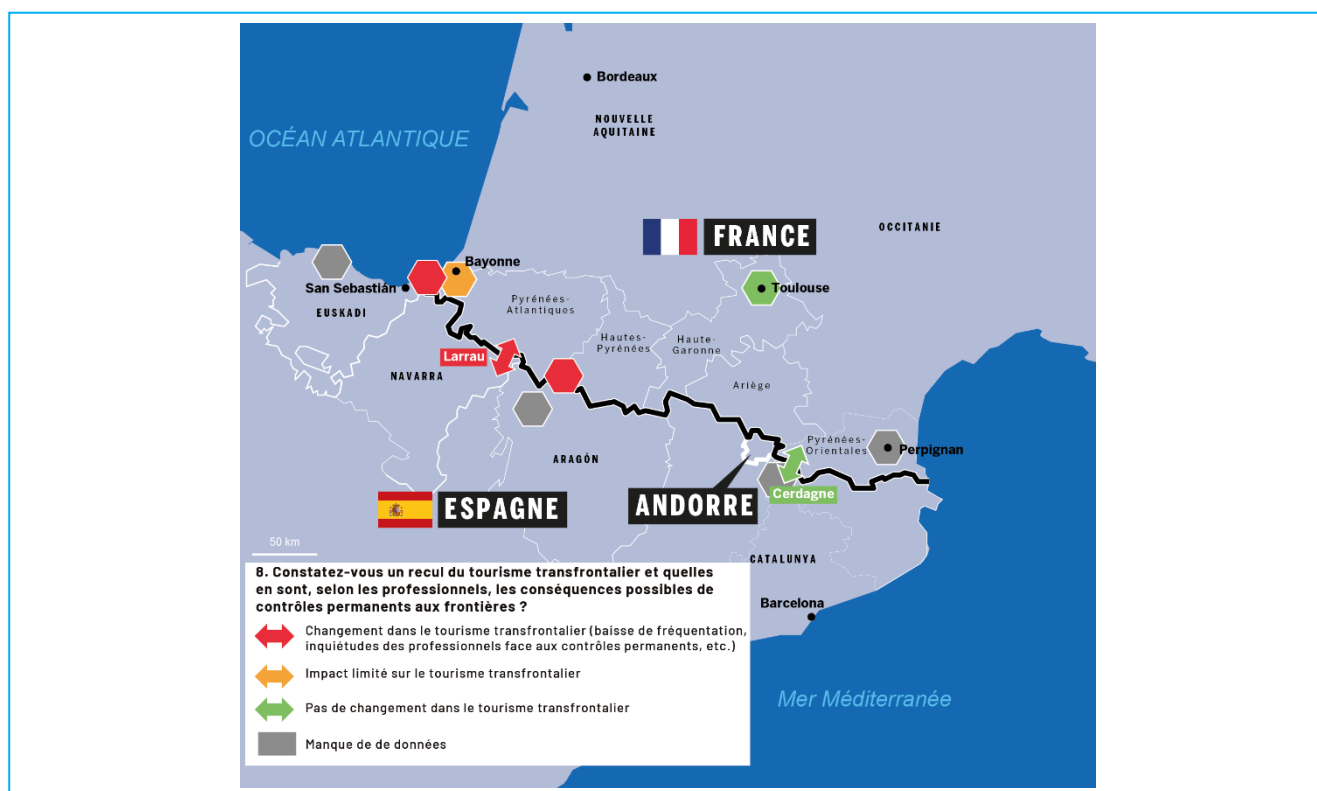 Bordeaux
NOUVELLE
AQUITAINE
OCÉAN ATLANTIQUE
OCCITANIE
FRANCE
Bayonne
San Sebastián
Toulouse
EUSKADI
Pyrénées-
Atlantiques
Hautes-
Pyrénées
Haute-
Garonne
Larrau
NAVARRA
Ariège
Pyrénées-
Orientales
Perpignan
ARAGÓN
Cerdagne
ESPAGNE
ANDORRE
50 km
CATALUNYA
Barcelona
Mer Méditerranée
8. Constatez-vous un recul du tourisme transfrontalier et quelles
en sont, selon les professionnels, les conséquences possibles de
contrôles permanents aux frontières ?
Changement dans le tourisme transfrontalier (baisse de fréquentation,
inquiétudes des professionnels face aux contrôles permanents, etc.)
Impact limité sur le tourisme transfrontalier
Pas de changement dans le tourisme transfrontalier
Manque de de données